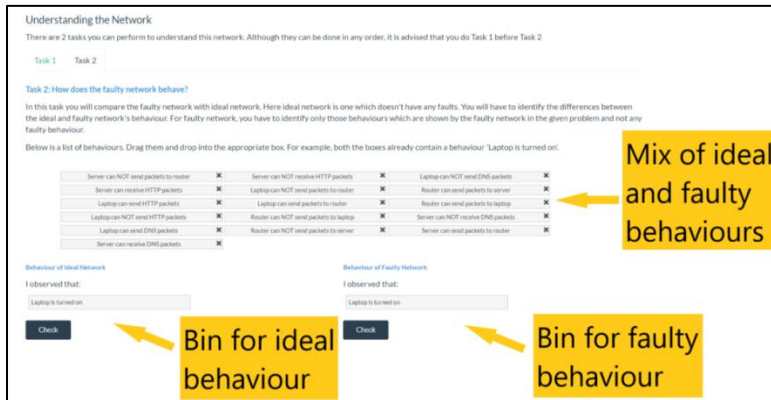 Understanding the Network
There are 2 tasks you can perform to understand this network. Although they can be done in any order, it is advised that you do Task 1 before Task 2
Task 1 Task 2
Task 2: How does the faulty network behave?
In this task you will compare the faulty network with ideal network. Here ideal network is one which doesn't have any faults. You will have to identify the differences between
the ideal and faulty network's behaviour. For faulty network, you have to identify only those behaviours which are shown by the faulty network in the given problem and not any
faulty behaviour.
Below is a list of behaviours. Drag them and drop into the appropriate box. For example, both the boxes already contain a behaviour 'Laptop is turned on'.
Server can NOT send packets to router Server can NOT receive HTTP packets Laptop can NOT send DNS packets
Server can receive HTTP packets Laptop can NOT send packets to router Router can send packets to server
Laptop can send HTTP packets Laptop can send packets to router Router can send packets to laptop
Laptop can NOT send HTTP packets Router can NOT send packets to laptop Server can NOT receive DNS packets
Laptop can send DNS packets Router can NOT send packets to server Server can send packets to router
Server can receive DNS packets
Mix of ideal
and faulty
behaviours
Behaviour of Ideal Network Behaviour of Faulty Network
I observed that: I observed that:
Laptop is turned on Laptop is turned on
Check Check
Bin for ideal
behaviour
Bin for faulty
behaviour